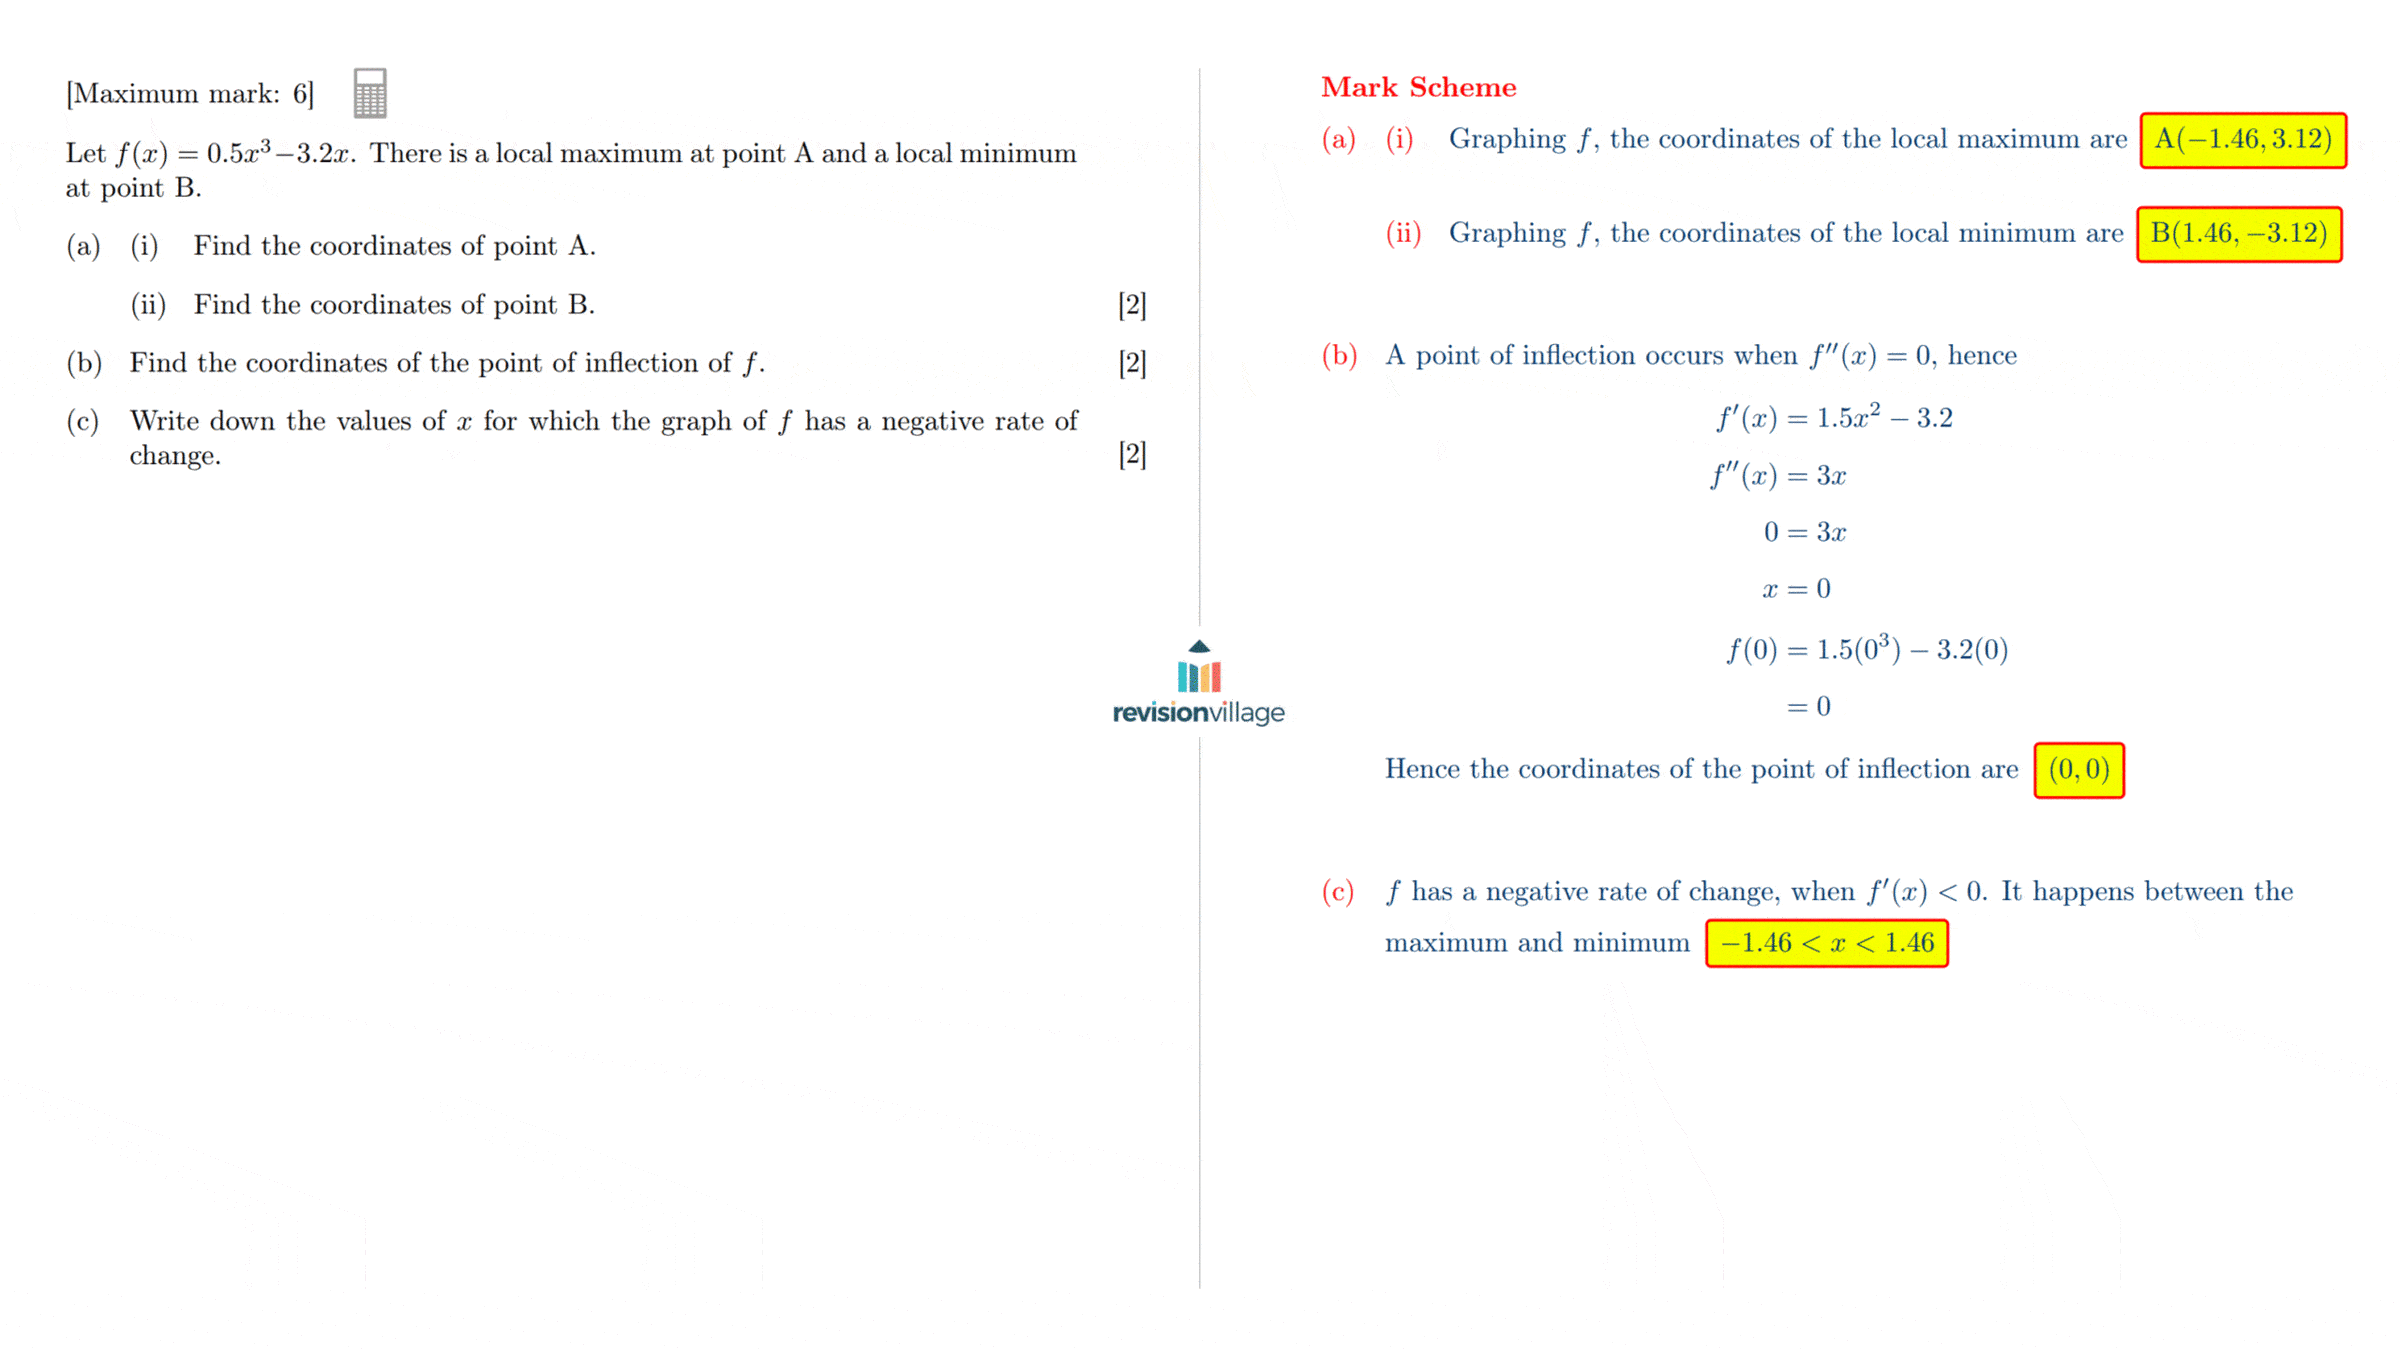 [Maximum mark: 6]
Let f(x) = 0.5x³−3.2x. There is a local maximum at point A and a local minimum
at point B.
(a) (i) Find the coordinates of point A.
(ii) Find the coordinates of point B. [2]
(b) Find the coordinates of the point of inflection of f. [2]
(c) Write down the values of x for which the graph of f has a negative rate of
change. [2]
revisionvillage
Mark Scheme
(a) (i) Graphing f, the coordinates of the local maximum are A(−1.46, 3.12)
(ii) Graphing f, the coordinates of the local minimum are B(1.46, −3.12)
(b) A point of inflection occurs when f″(x) = 0, hence
f′(x) = 1.5x² − 3.2
f″(x) = 3x
0 = 3x
x = 0
f(0) = 1.5(0³) − 3.2(0)
= 0
Hence the coordinates of the point of inflection are (0, 0)
(c) f has a negative rate of change, when f′(x) < 0. It happens between the
maximum and minimum −1.46 < x < 1.46